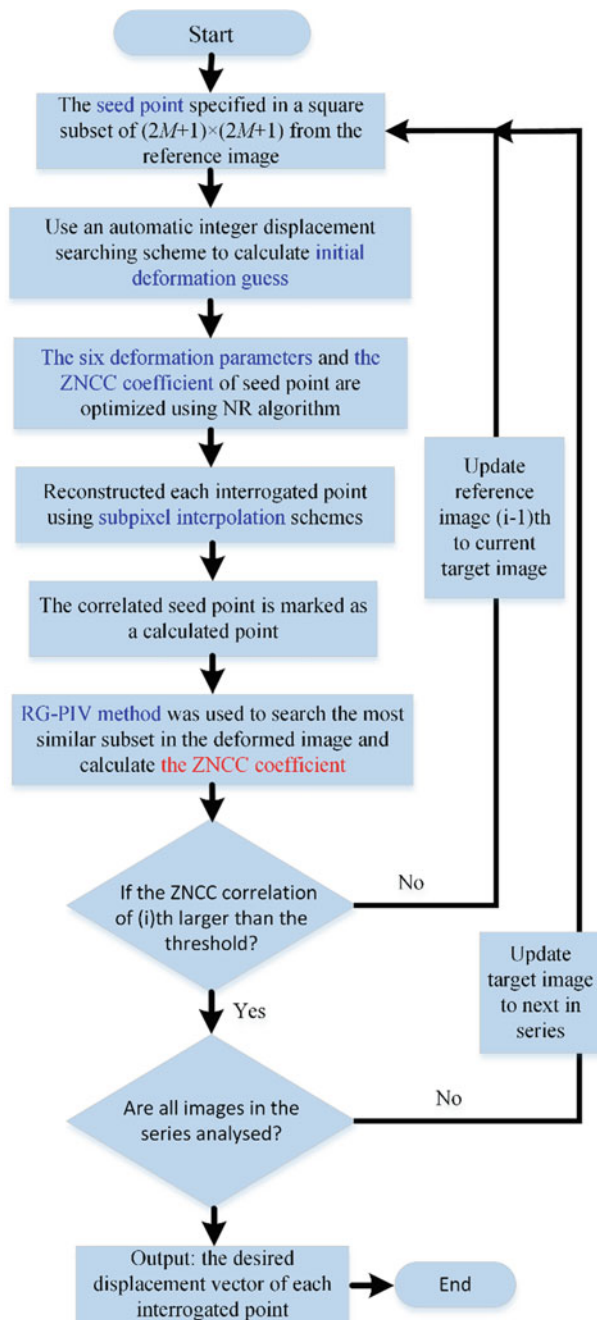 Start
The seed point specified in a square
subset of (2M+1)×(2M+1) from the
reference image
Use an automatic integer displacement
searching scheme to calculate initial
deformation guess
The six deformation parameters and the
ZNCC coefficient of seed point are
optimized using NR algorithm
Reconstructed each interrogated point
using subpixel interpolation schemes
The correlated seed point is marked as
a calculated point
RG-PIV method was used to search the most
similar subset in the deformed image and
calculate the ZNCC coefficient
If the ZNCC correlation
of (i)th larger than the
threshold?
No
Update
reference
image (i-1)th
to current
target image
Yes
Are all images in the
series analysed?
No
Update
target image
to next in
series
Output: the desired
displacement vector of each
interrogated point
End